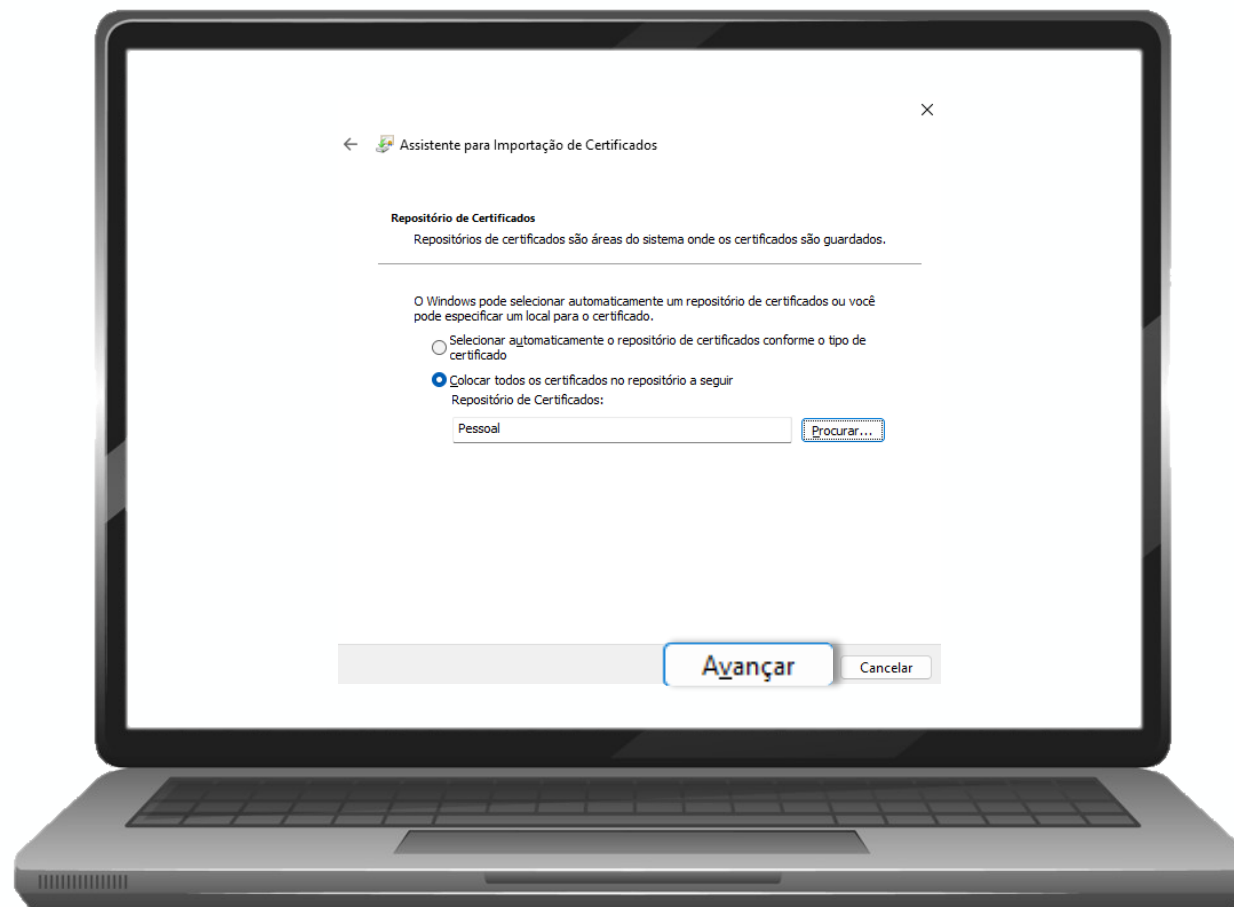 Assistente para Importação de Certificados
Repositório de Certificados
Repositórios de certificados são áreas do sistema onde os certificados são guardados.
O Windows pode selecionar automaticamente um repositório de certificados ou você
pode especificar um local para o certificado.
Selecionar automaticamente o repositório de certificados conforme o tipo de
certificado
Colocar todos os certificados no repositório a seguir
Repositório de Certificados:
Pessoal
Procurar...
Avançar
Cancelar